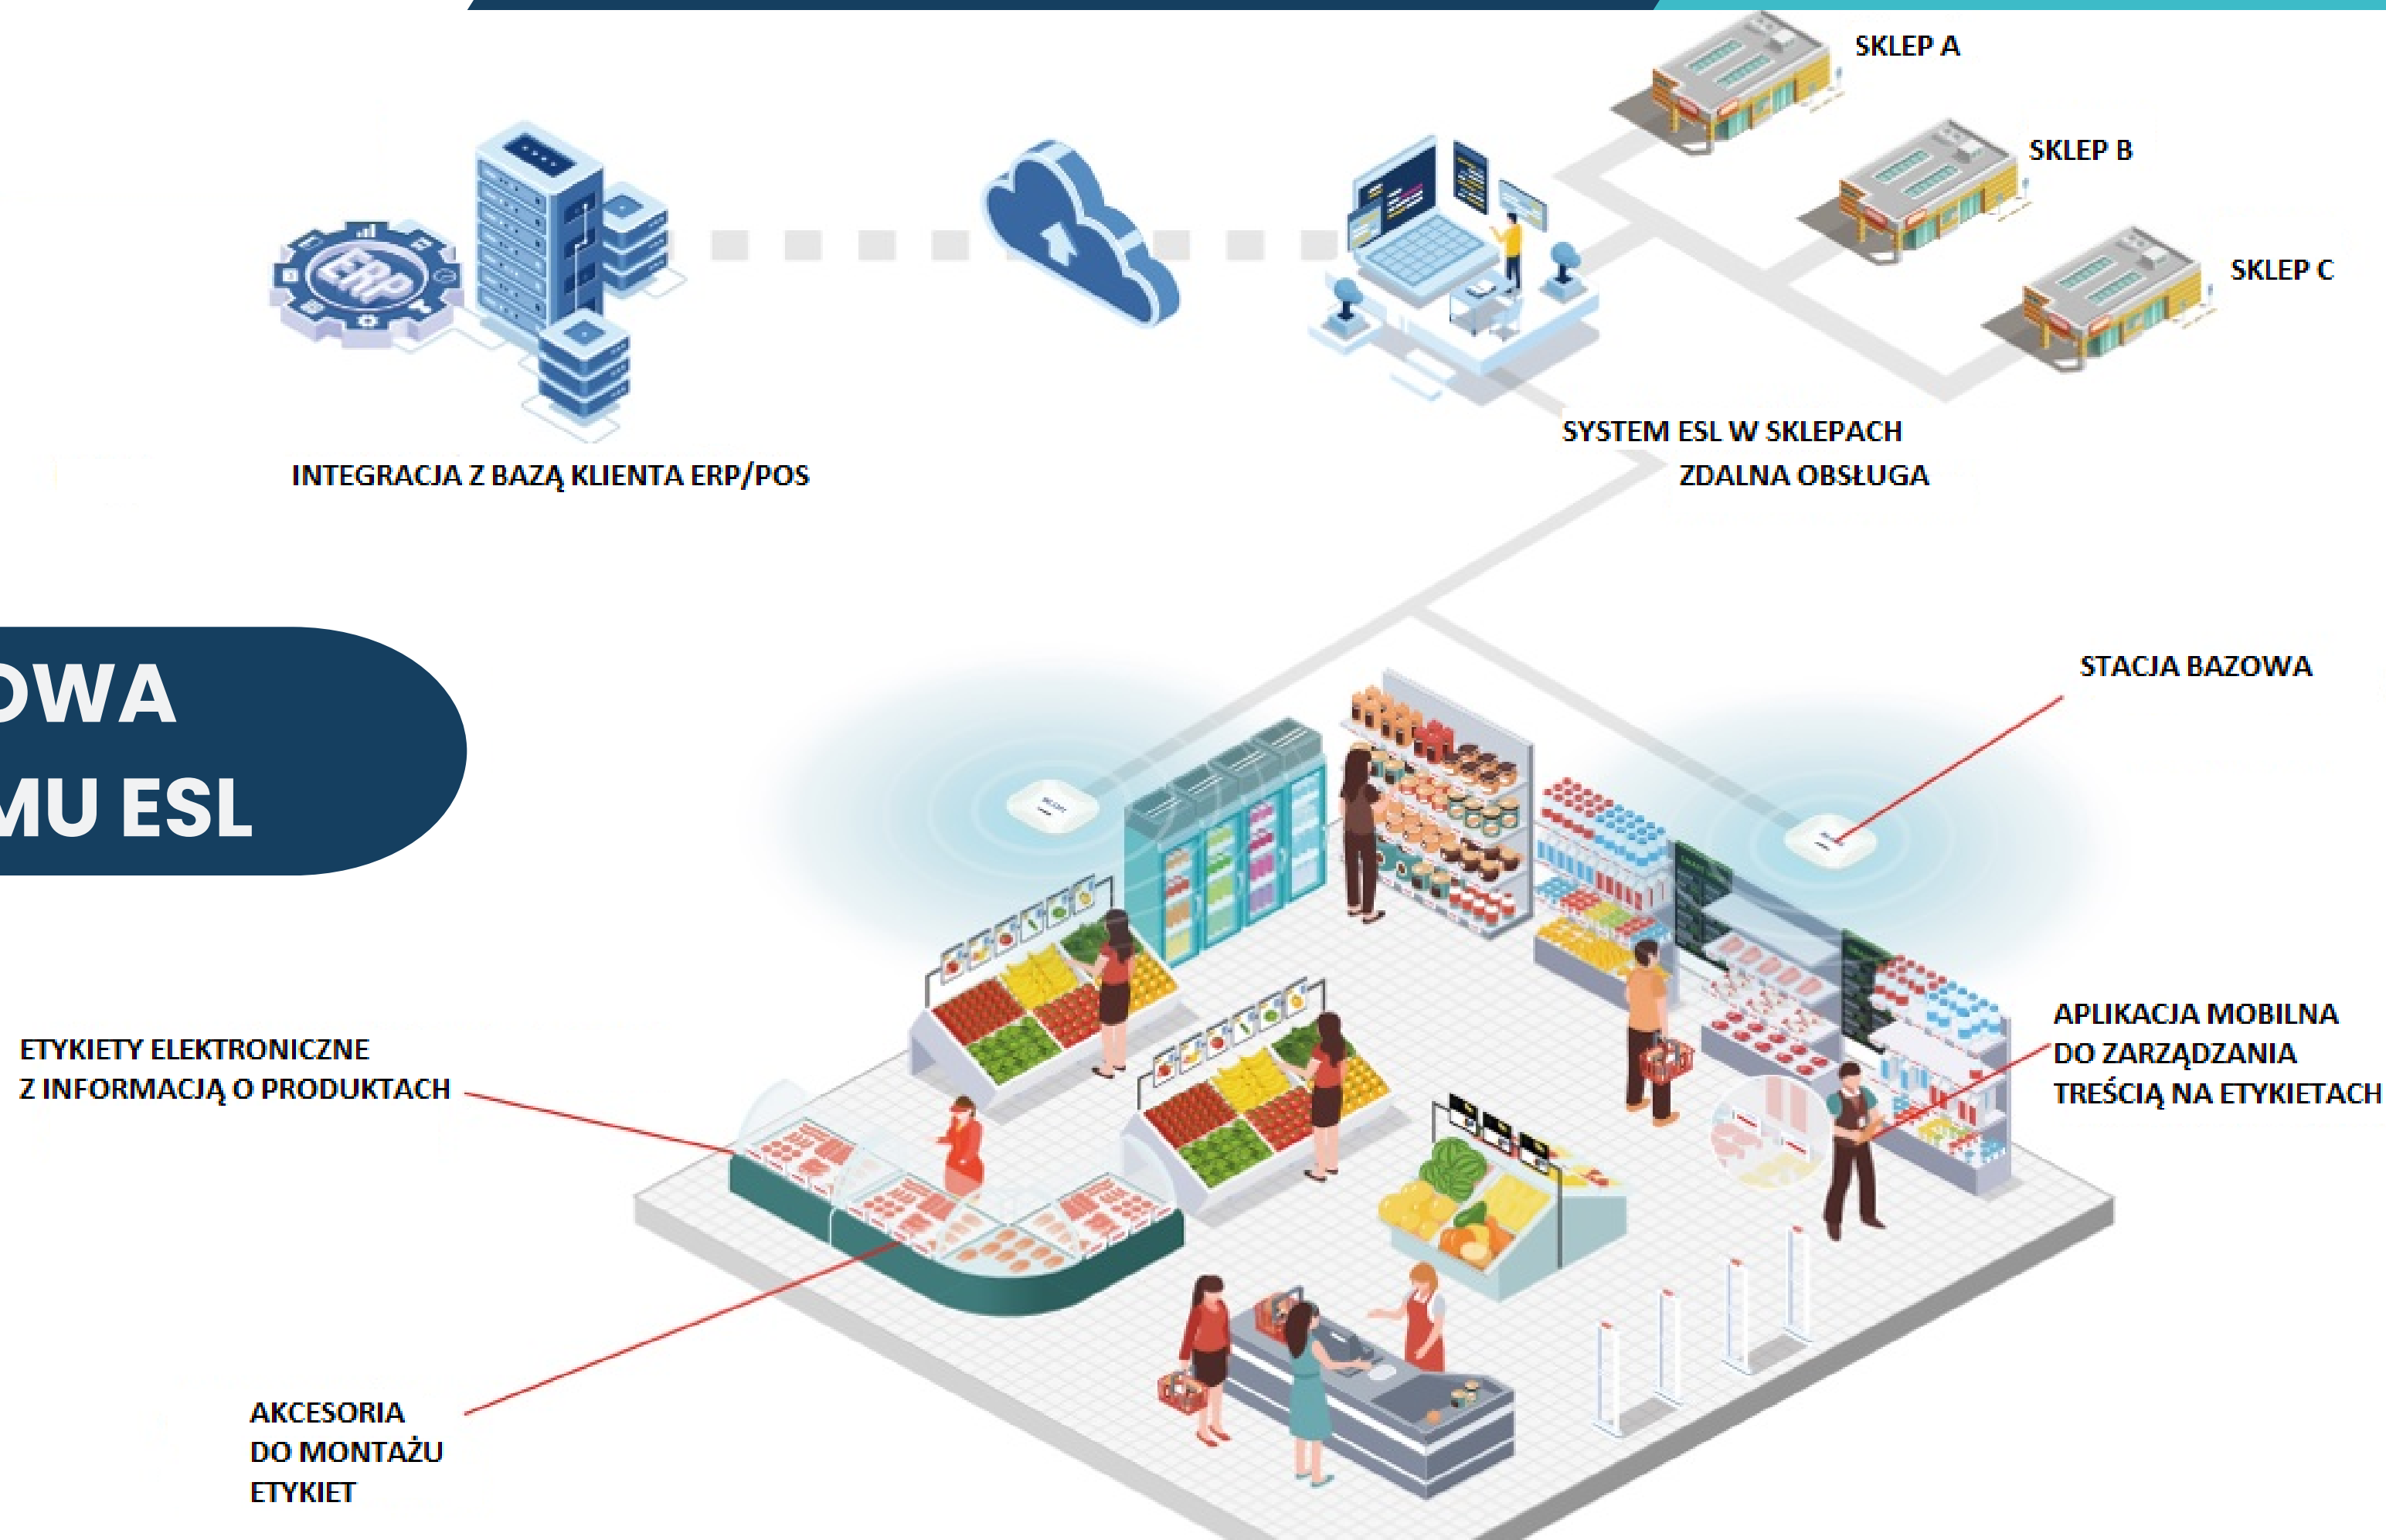 SKLEP A
SKLEP B
SKLEP C
ERP
INTEGRACJA Z BAZĄ KLIENTA ERP/POS
SYSTEM ESL W SKLEPACH
ZDALNA OBSŁUGA
OWA
MU ESL
STACJA BAZOWA
ETYKIETY ELEKTRONICZNE
Z INFORMACJĄ O PRODUKTACH
APLIKACJA MOBILNA
DO ZARZĄDZANIA
TREŚCIĄ NA ETYKIETACH
AKCESORIA
DO MONTAŻU
ETYKIET